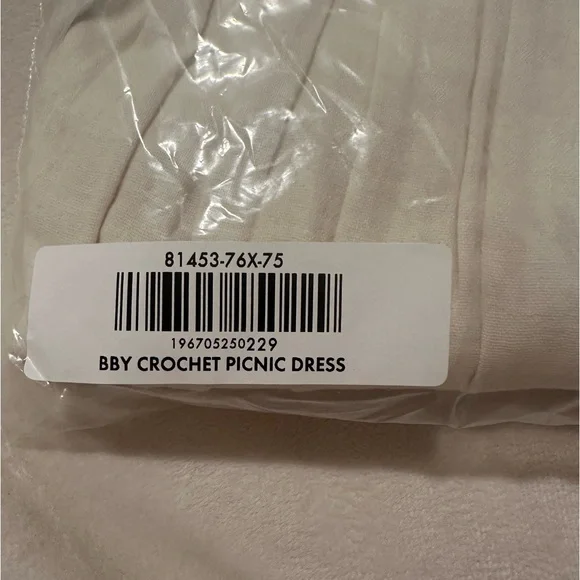 81453-76X-75
196705250229
BBY CROCHET PICNIC DRESS